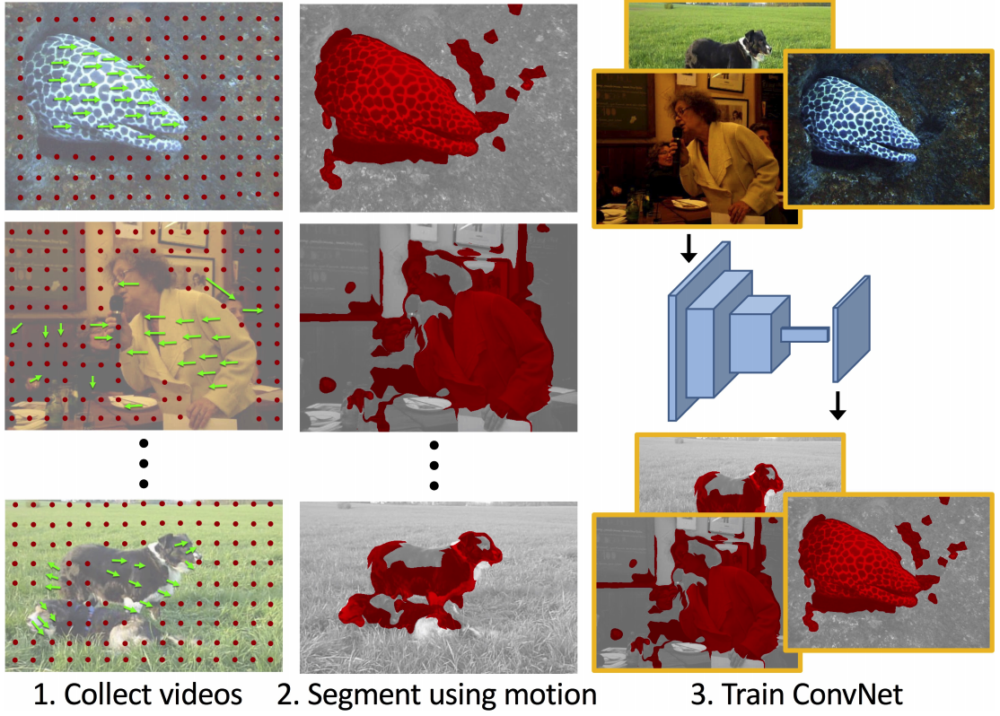 1. Collect videos
2. Segment using motion
3. Train ConvNet